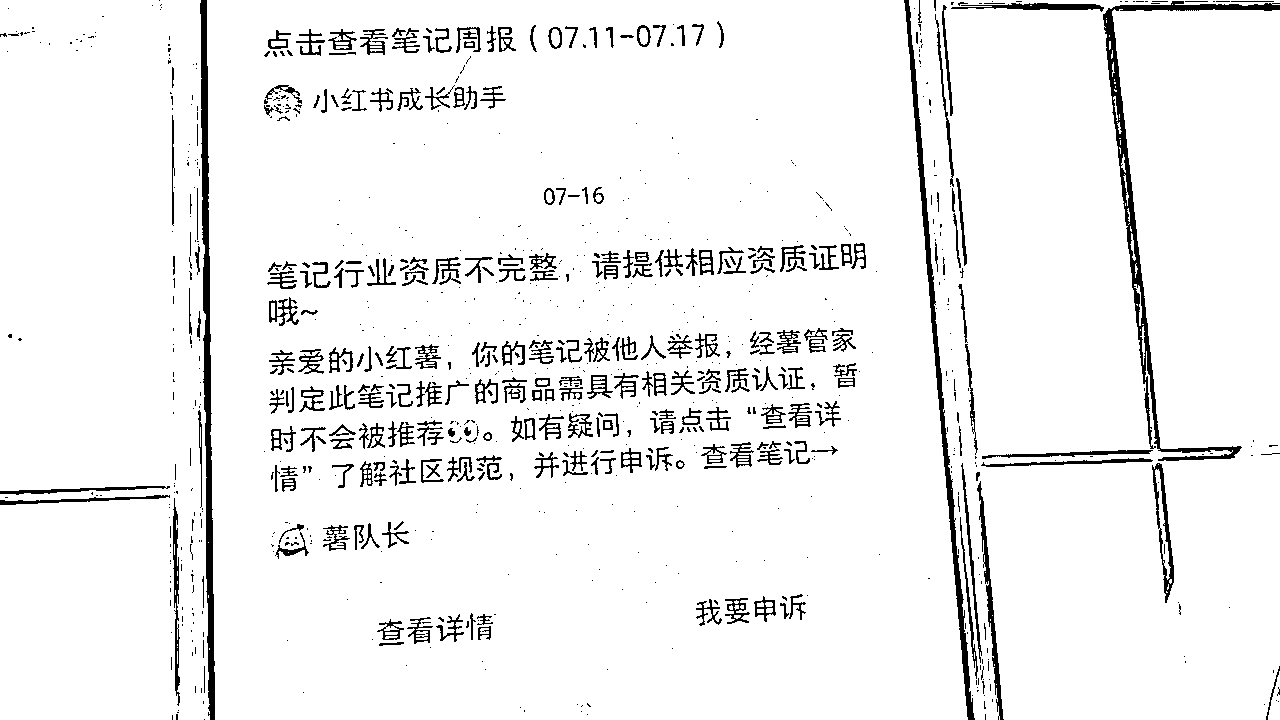 点击查看笔记周报（07.11-07.17）
小红书成长助手
07-16
笔记行业资质不完整，请提供相应资质证明
哦~
亲爱的小红薯，你的笔记被他人举报，经薯管家
判定此笔记推广的商品需具有相关资质认证，暂
时不会被推荐👀。如有疑问，请点击“查看详
情”了解社区规范，并进行申诉。查看笔记→
薯队长
查看详情
我要申诉